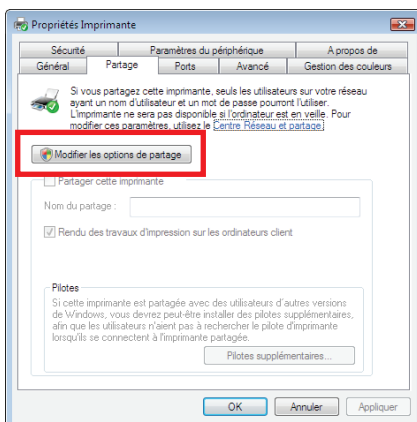 Propriétés Imprimante
Sécurité Paramètres du périphérique A propos de
Général Partage Ports Avancé Gestion des couleurs
Si vous partagez cette imprimante, seuls les utilisateurs sur votre réseau
ayant un nom d'utilisateur et un mot de passe pourront l'utiliser.
L'imprimante ne sera pas disponible si l'ordinateur est en veille. Pour
modifier ces paramètres, utilisez le Centre Réseau et partage.
Modifier les options de partage
Partager cette imprimante
Nom du partage :
Rendu des travaux d'impression sur les ordinateurs client
Pilotes
Si cette imprimante est partagée avec des utilisateurs d'autres versions
de Windows, vous devrez peut-être installer des pilotes supplémentaires,
afin que les utilisateurs n'aient pas à rechercher le pilote d'imprimante
lorsqu'ils se connectent à l'imprimante partagée.
Pilotes supplémentaires...
OK Annuler Appliquer